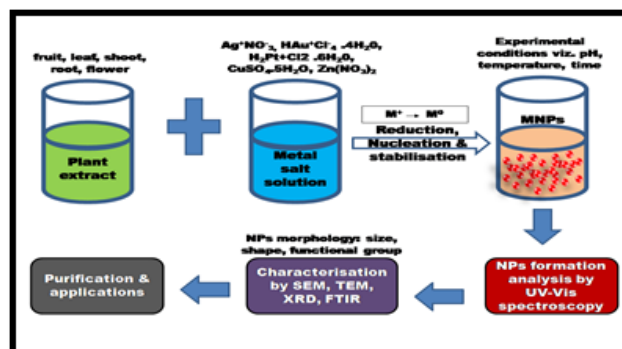 fruit, leaf, shoot,
root, flower
Plant
extract
Ag⁺NO⁻₃, HAu⁺Cl⁻₄ .4H₂0,
H₂Pt+Cl2 .6H₂0,
CuSO₄.5H₂O, Zn(NO₃)₂
Metal
salt
solution
M⁺ → M⁰
Reduction,
Nucleation &
stabilisation
Experimental
conditions viz. pH,
temperature, time
MNPs
NPs formation
analysis by
UV-Vis
spectroscopy
NPs morphology: size,
shape, functional group
Characterisation
by SEM, TEM,
XRD, FTIR
Purification &
applications